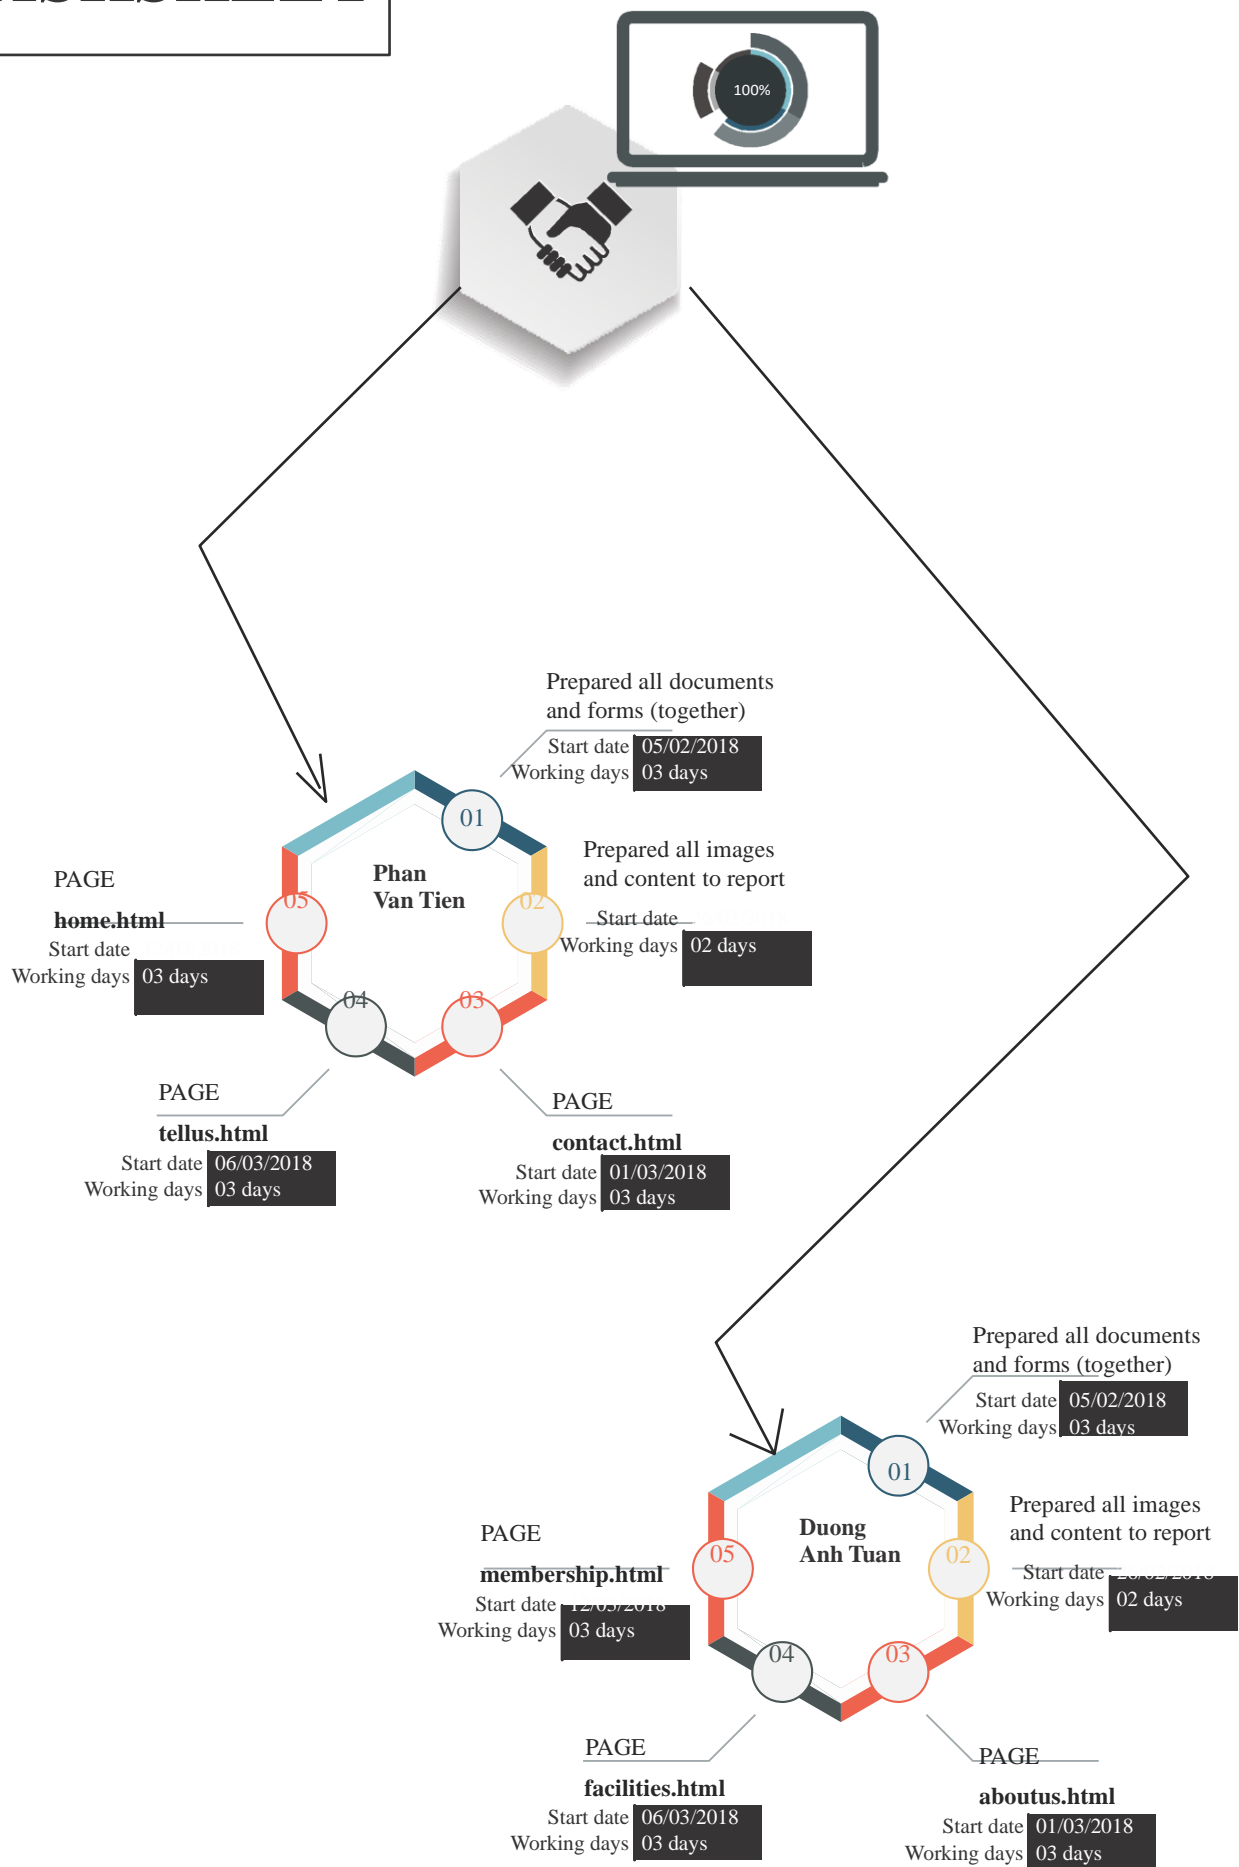 100%
Prepared all documents
and forms (together)
Start date 05/02/2018
Working days 03 days
01
Phan
Van Tien
Prepared all images
and content to report
02
Start date
Working days 02 days
PAGE
05
home.html
Start date
Working days 03 days
04
03
PAGE
tellus.html
Start date 06/03/2018
Working days 03 days
PAGE
contact.html
Start date 01/03/2018
Working days 03 days
Prepared all documents
and forms (together)
Start date 05/02/2018
Working days 03 days
01
Duong
Anh Tuan
Prepared all images
and content to report
02
Start date
Working days 02 days
PAGE
05
membership.html
Start date 12/03/2018
Working days 03 days
04
03
PAGE
facilities.html
Start date 06/03/2018
Working days 03 days
PAGE
aboutus.html
Start date 01/03/2018
Working days 03 days